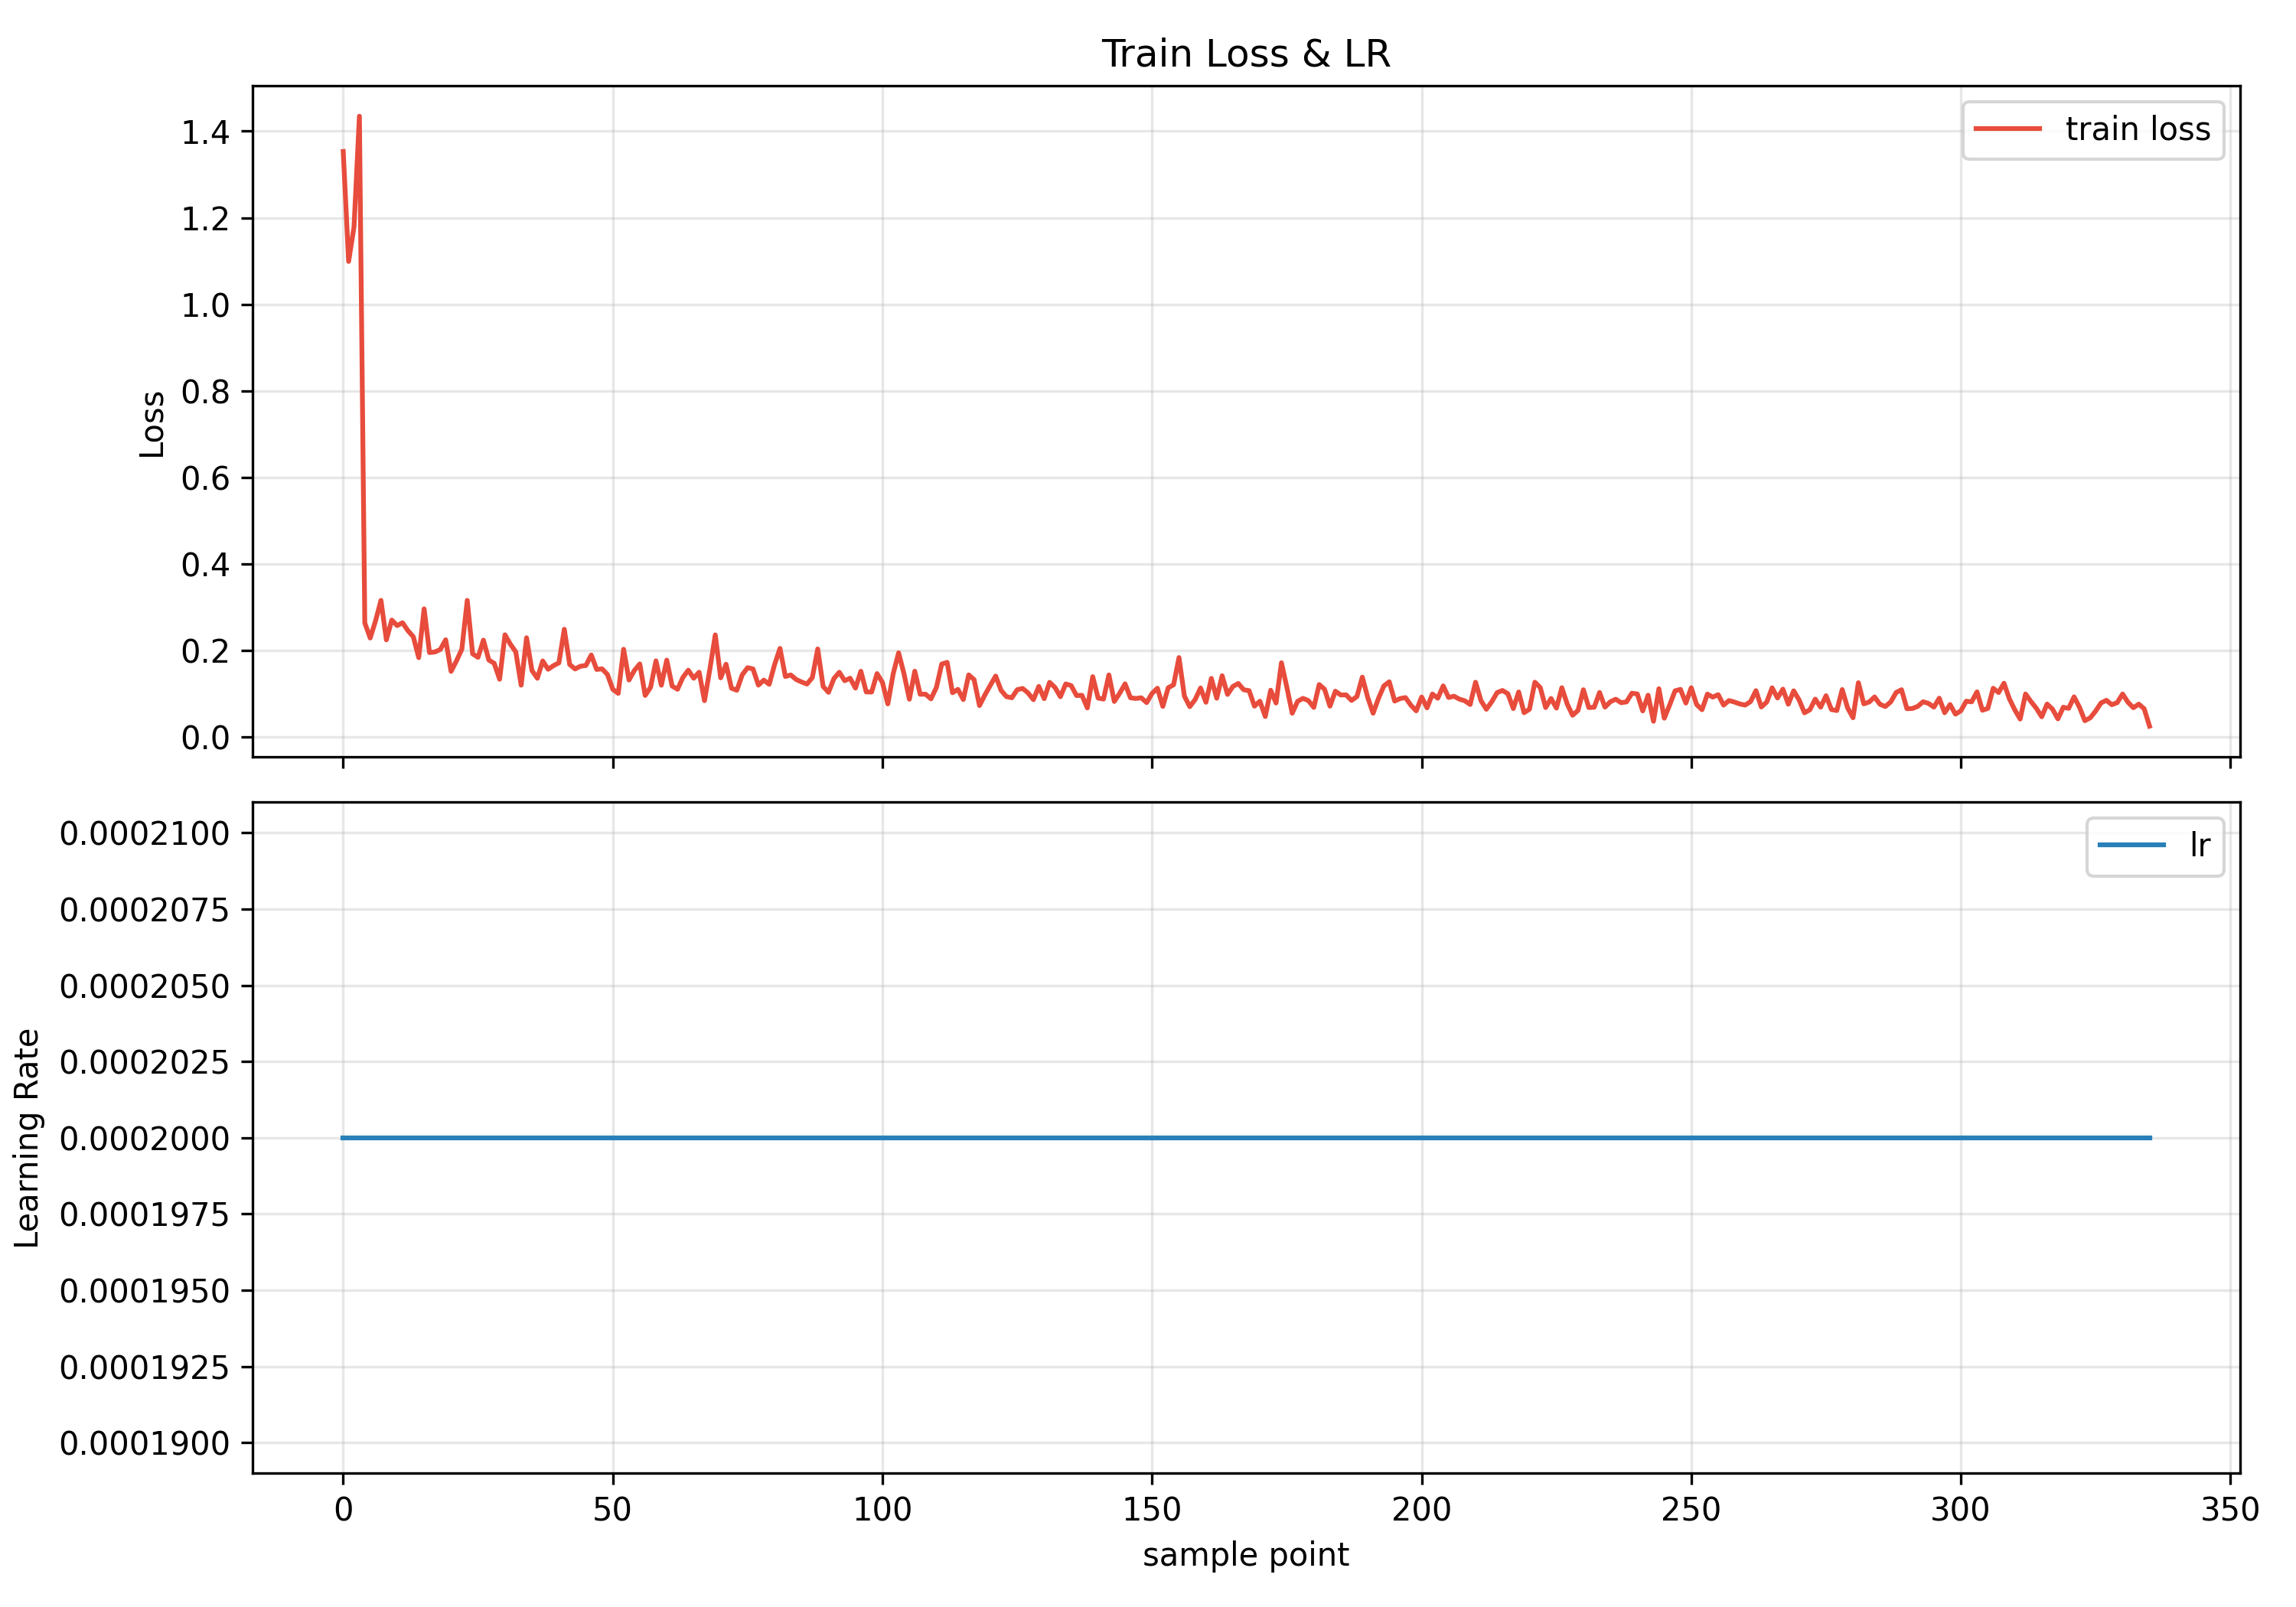 Train Loss & LR
train loss
1.4
1.2
1.0
0.8
0.6
0.4
0.2
0.0
Loss
lr
0.0002100
0.0002075
0.0002050
0.0002025
0.0002000
0.0001975
0.0001950
0.0001925
0.0001900
Learning Rate
0 50 100 150 200 250 300 350
sample point